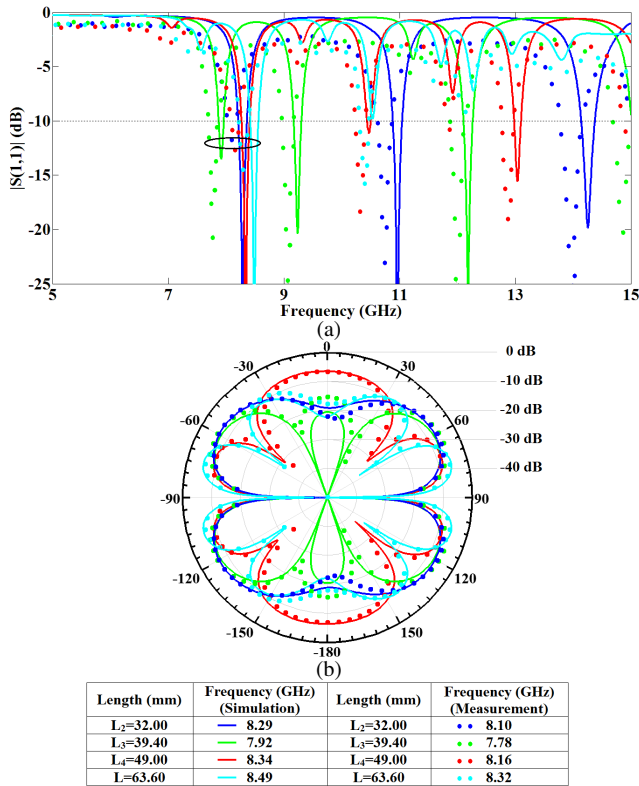 0
-5
-10
-15
-20
-25
|S(1,1)| (dB)
5 7 9 11 13 15
Frequency (GHz)
(a)
0
-30 30
-60 60
-90 90
-120 120
-150 150
-180
0 dB
-10 dB
-20 dB
-30 dB
-40 dB
(b)
Length (mm) Frequency (GHz) (Simulation) Length (mm) Frequency (GHz) (Measurement)
L₂=32.00 8.29 L₂=32.00 8.10
L₃=39.40 7.92 L₃=39.40 7.78
L₄=49.00 8.34 L₄=49.00 8.16
L=63.60 8.49 L=63.60 8.32